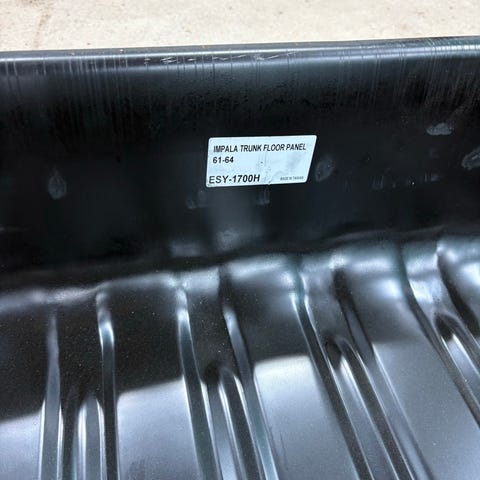 IMPALA TRUNK FLOOR PANEL
61-64
ESY-1700H
MADE IN TAIWAN